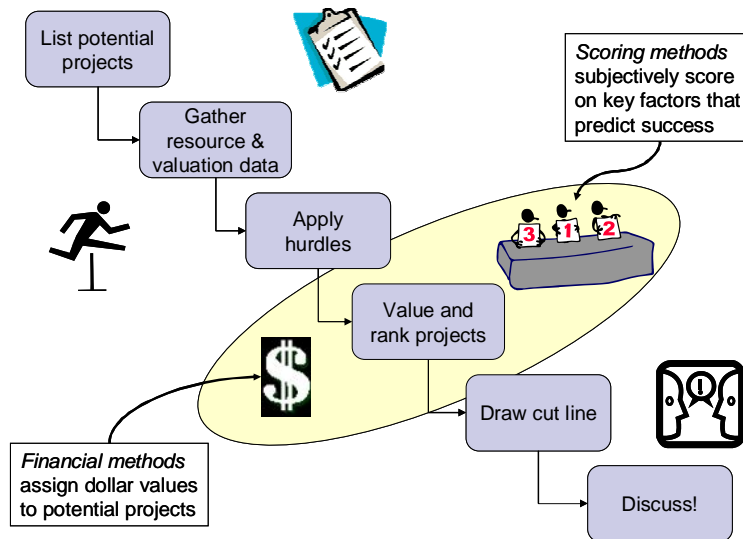 List potential
projects
Scoring methods
subjectively score
on key factors that
predict success
Gather
resource &
valuation data
Apply
hurdles
3 1 2
Value and
rank projects
$
!
Draw cut line
Financial methods
assign dollar values
to potential projects
Discuss!